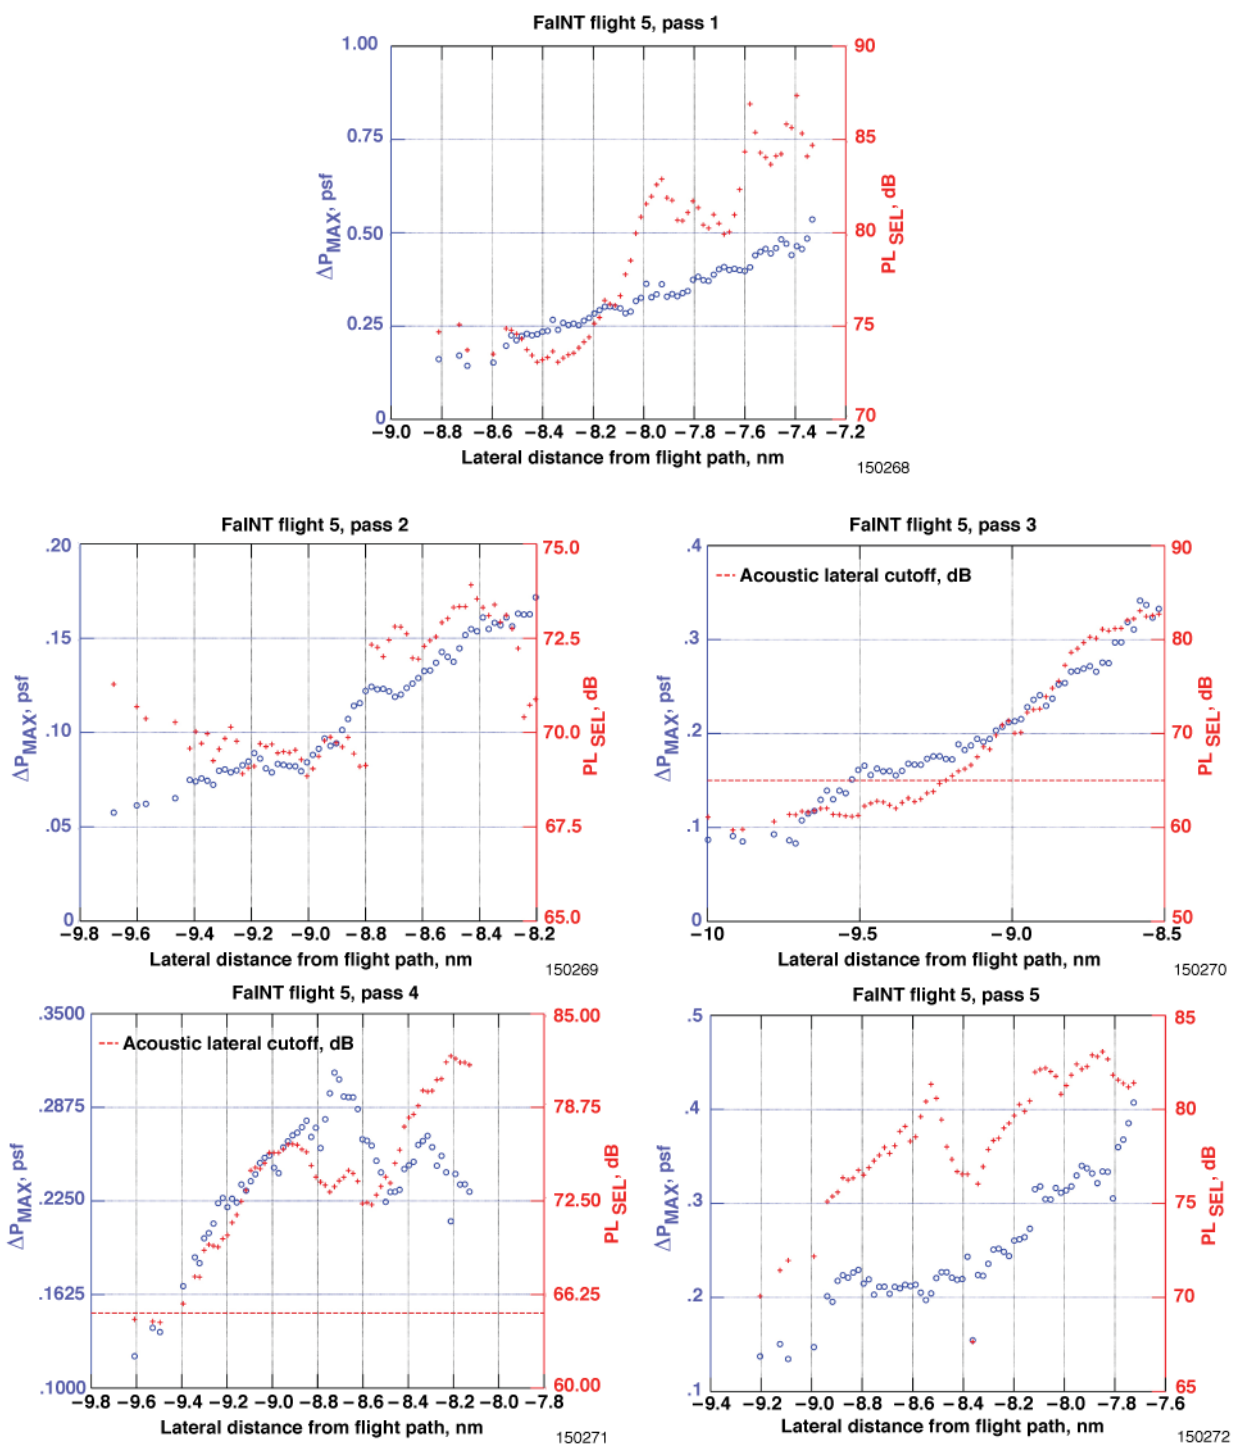 FaINT flight 5, pass 1
1.00
0.75
0.50
0.25
0
ΔPMAX, psf
90
85
80
75
70
PL SEL, dB
−9.0 −8.8 −8.6 −8.4 −8.2 −8.0 −7.8 −7.6 −7.4 −7.2
Lateral distance from flight path, nm
150268
FaINT flight 5, pass 2
.20
.15
.10
.05
0
ΔPMAX, psf
75.0
72.5
70.0
67.5
65.0
PL SEL, dB
−9.8 −9.6 −9.4 −9.2 −9.0 −8.8 −8.6 −8.4 −8.2
Lateral distance from flight path, nm
150269
FaINT flight 5, pass 3
Acoustic lateral cutoff, dB
.4
.3
.2
.1
0
ΔPMAX, psf
90
80
70
60
50
PL SEL, dB
−10 −9.5 −9.0 −8.5
Lateral distance from flight path, nm
150270
FaINT flight 5, pass 4
Acoustic lateral cutoff, dB
.3500
.2875
.2250
.1625
.1000
ΔPMAX, psf
85.00
78.75
72.50
66.25
60.00
PL SEL, dB
−9.8 −9.6 −9.4 −9.2 −9.0 −8.8 −8.6 −8.4 −8.2 −8.0 −7.8
Lateral distance from flight path, nm
150271
FaINT flight 5, pass 5
.5
.4
.3
.2
.1
ΔPMAX, psf
85
80
75
70
65
PL SEL, dB
−9.4 −9.2 −9.0 −8.8 −8.6 −8.4 −8.2 −8.0 −7.8 −7.6
Lateral distance from flight path, nm
150272